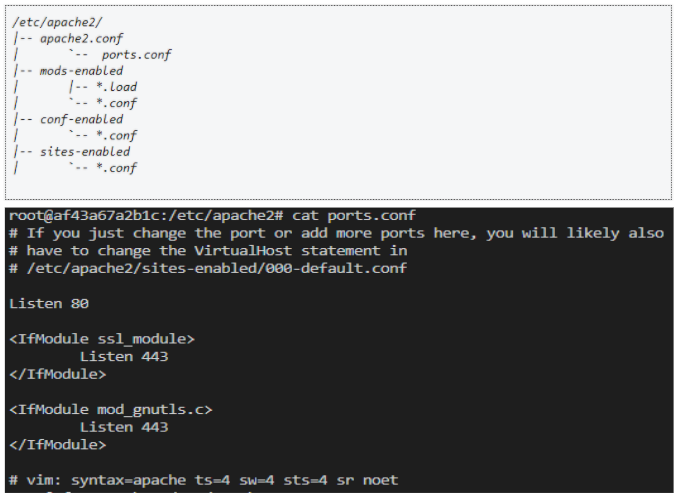 /etc/apache2/
|-- apache2.conf
|       `--  ports.conf
|-- mods-enabled
|       |-- *.load
|       `-- *.conf
|-- conf-enabled
|       `-- *.conf
|-- sites-enabled
|       `-- *.conf
root@af43a67a2b1c:/etc/apache2# cat ports.conf
# If you just change the port or add more ports here, you will likely also
# have to change the VirtualHost statement in
# /etc/apache2/sites-enabled/000-default.conf
Listen 80
<IfModule ssl_module>
        Listen 443
</IfModule>
<IfModule mod_gnutls.c>
        Listen 443
</IfModule>
# vim: syntax=apache ts=4 sw=4 sts=4 sr noet